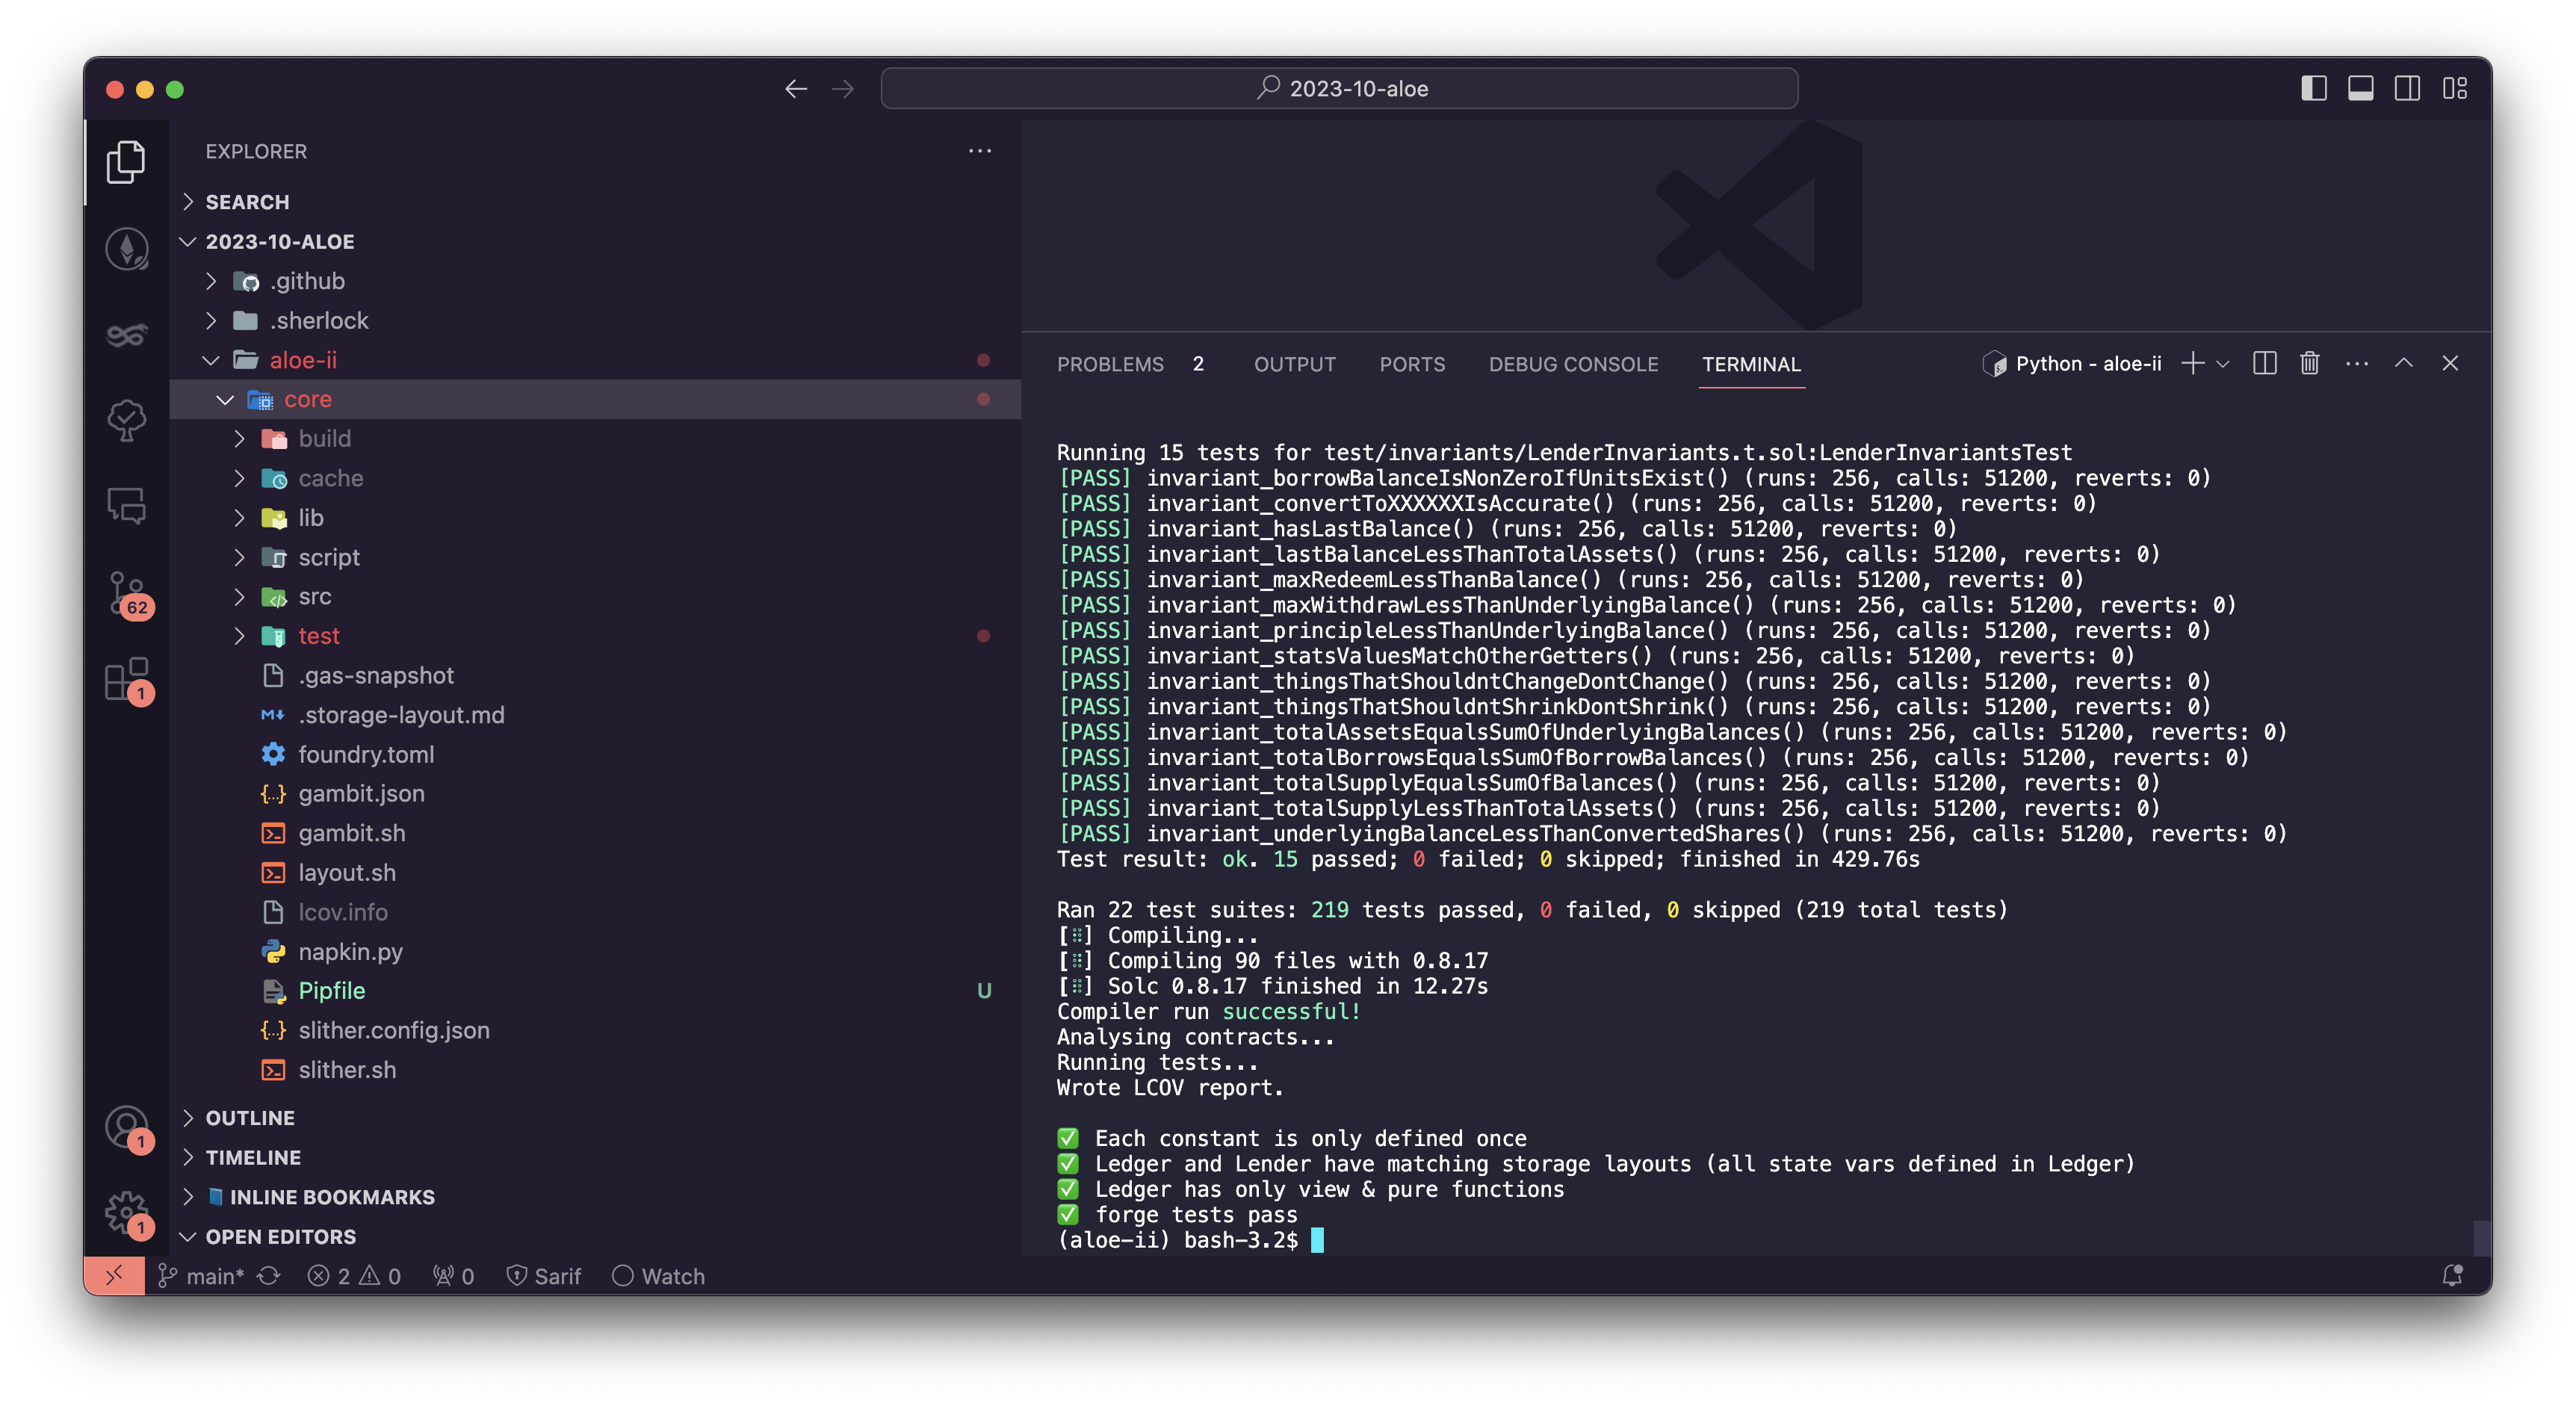 2023-10-aloe
EXPLORER
SEARCH
2023-10-ALOE
.github
.sherlock
aloe-ii
core
build
cache
lib
script
src
test
.gas-snapshot
.storage-layout.md
foundry.toml
gambit.json
gambit.sh
layout.sh
lcov.info
napkin.py
Pipfile U
slither.config.json
slither.sh
OUTLINE
TIMELINE
INLINE BOOKMARKS
OPEN EDITORS
62
1
1
1
PROBLEMS 2 OUTPUT PORTS DEBUG CONSOLE TERMINAL Python - aloe-ii
Running 15 tests for test/invariants/LenderInvariants.t.sol:LenderInvariantsTest
[PASS] invariant_borrowBalanceIsNonZeroIfUnitsExist() (runs: 256, calls: 51200, reverts: 0)
[PASS] invariant_convertToXXXXXXIsAccurate() (runs: 256, calls: 51200, reverts: 0)
[PASS] invariant_hasLastBalance() (runs: 256, calls: 51200, reverts: 0)
[PASS] invariant_lastBalanceLessThanTotalAssets() (runs: 256, calls: 51200, reverts: 0)
[PASS] invariant_maxRedeemLessThanBalance() (runs: 256, calls: 51200, reverts: 0)
[PASS] invariant_maxWithdrawLessThanUnderlyingBalance() (runs: 256, calls: 51200, reverts: 0)
[PASS] invariant_principleLessThanUnderlyingBalance() (runs: 256, calls: 51200, reverts: 0)
[PASS] invariant_statsValuesMatchOtherGetters() (runs: 256, calls: 51200, reverts: 0)
[PASS] invariant_thingsThatShouldntChangeDontChange() (runs: 256, calls: 51200, reverts: 0)
[PASS] invariant_thingsThatShouldntShrinkDontShrink() (runs: 256, calls: 51200, reverts: 0)
[PASS] invariant_totalAssetsEqualsSumOfUnderlyingBalances() (runs: 256, calls: 51200, reverts: 0)
[PASS] invariant_totalBorrowsEqualsSumOfBorrowBalances() (runs: 256, calls: 51200, reverts: 0)
[PASS] invariant_totalSupplyEqualsSumOfBalances() (runs: 256, calls: 51200, reverts: 0)
[PASS] invariant_totalSupplyLessThanTotalAssets() (runs: 256, calls: 51200, reverts: 0)
[PASS] invariant_underlyingBalanceLessThanConvertedShares() (runs: 256, calls: 51200, reverts: 0)
Test result: ok. 15 passed; 0 failed; 0 skipped; finished in 429.76s
Ran 22 test suites: 219 tests passed, 0 failed, 0 skipped (219 total tests)
[⠿] Compiling...
[⠿] Compiling 90 files with 0.8.17
[⠿] Solc 0.8.17 finished in 12.27s
Compiler run successful!
Analysing contracts...
Running tests...
Wrote LCOV report.
✅ Each constant is only defined once
✅ Ledger and Lender have matching storage layouts (all state vars defined in Ledger)
✅ Ledger has only view & pure functions
✅ forge tests pass
(aloe-ii) bash-3.2$
main* 2 0 0 Sarif Watch